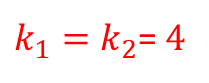 k₁ = k₂= 4